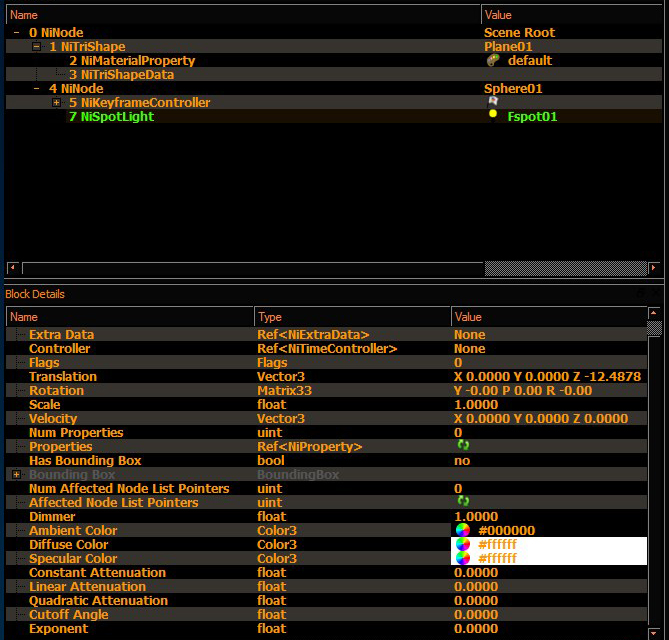 Name Value
0 NiNode Scene Root
1 NiTriShape Plane01
2 NiMaterialProperty default
3 NiTriShapeData
4 NiNode Sphere01
5 NiKeyframeController
7 NiSpotLight Fspot01
Block Details
Name Type Value
Extra Data Ref<NiExtraData> None
Controller Ref<NiTimeController> None
Flags Flags 0
Translation Vector3 X 0.0000 Y 0.0000 Z -12.4878
Rotation Matrix33 Y -0.00 P 0.00 R -0.00
Scale float 1.0000
Velocity Vector3 X 0.0000 Y 0.0000 Z 0.0000
Num Properties uint 0
Properties Ref<NiProperty>
Has Bounding Box bool no
Bounding Box BoundingBox
Num Affected Node List Pointers uint 0
Affected Node List Pointers uint
Dimmer float 1.0000
Ambient Color Color3 #000000
Diffuse Color Color3 #ffffff
Specular Color Color3 #ffffff
Constant Attenuation float 0.0000
Linear Attenuation float 0.0000
Quadratic Attenuation float 0.0000
Cutoff Angle float 0.0000
Exponent float 0.0000